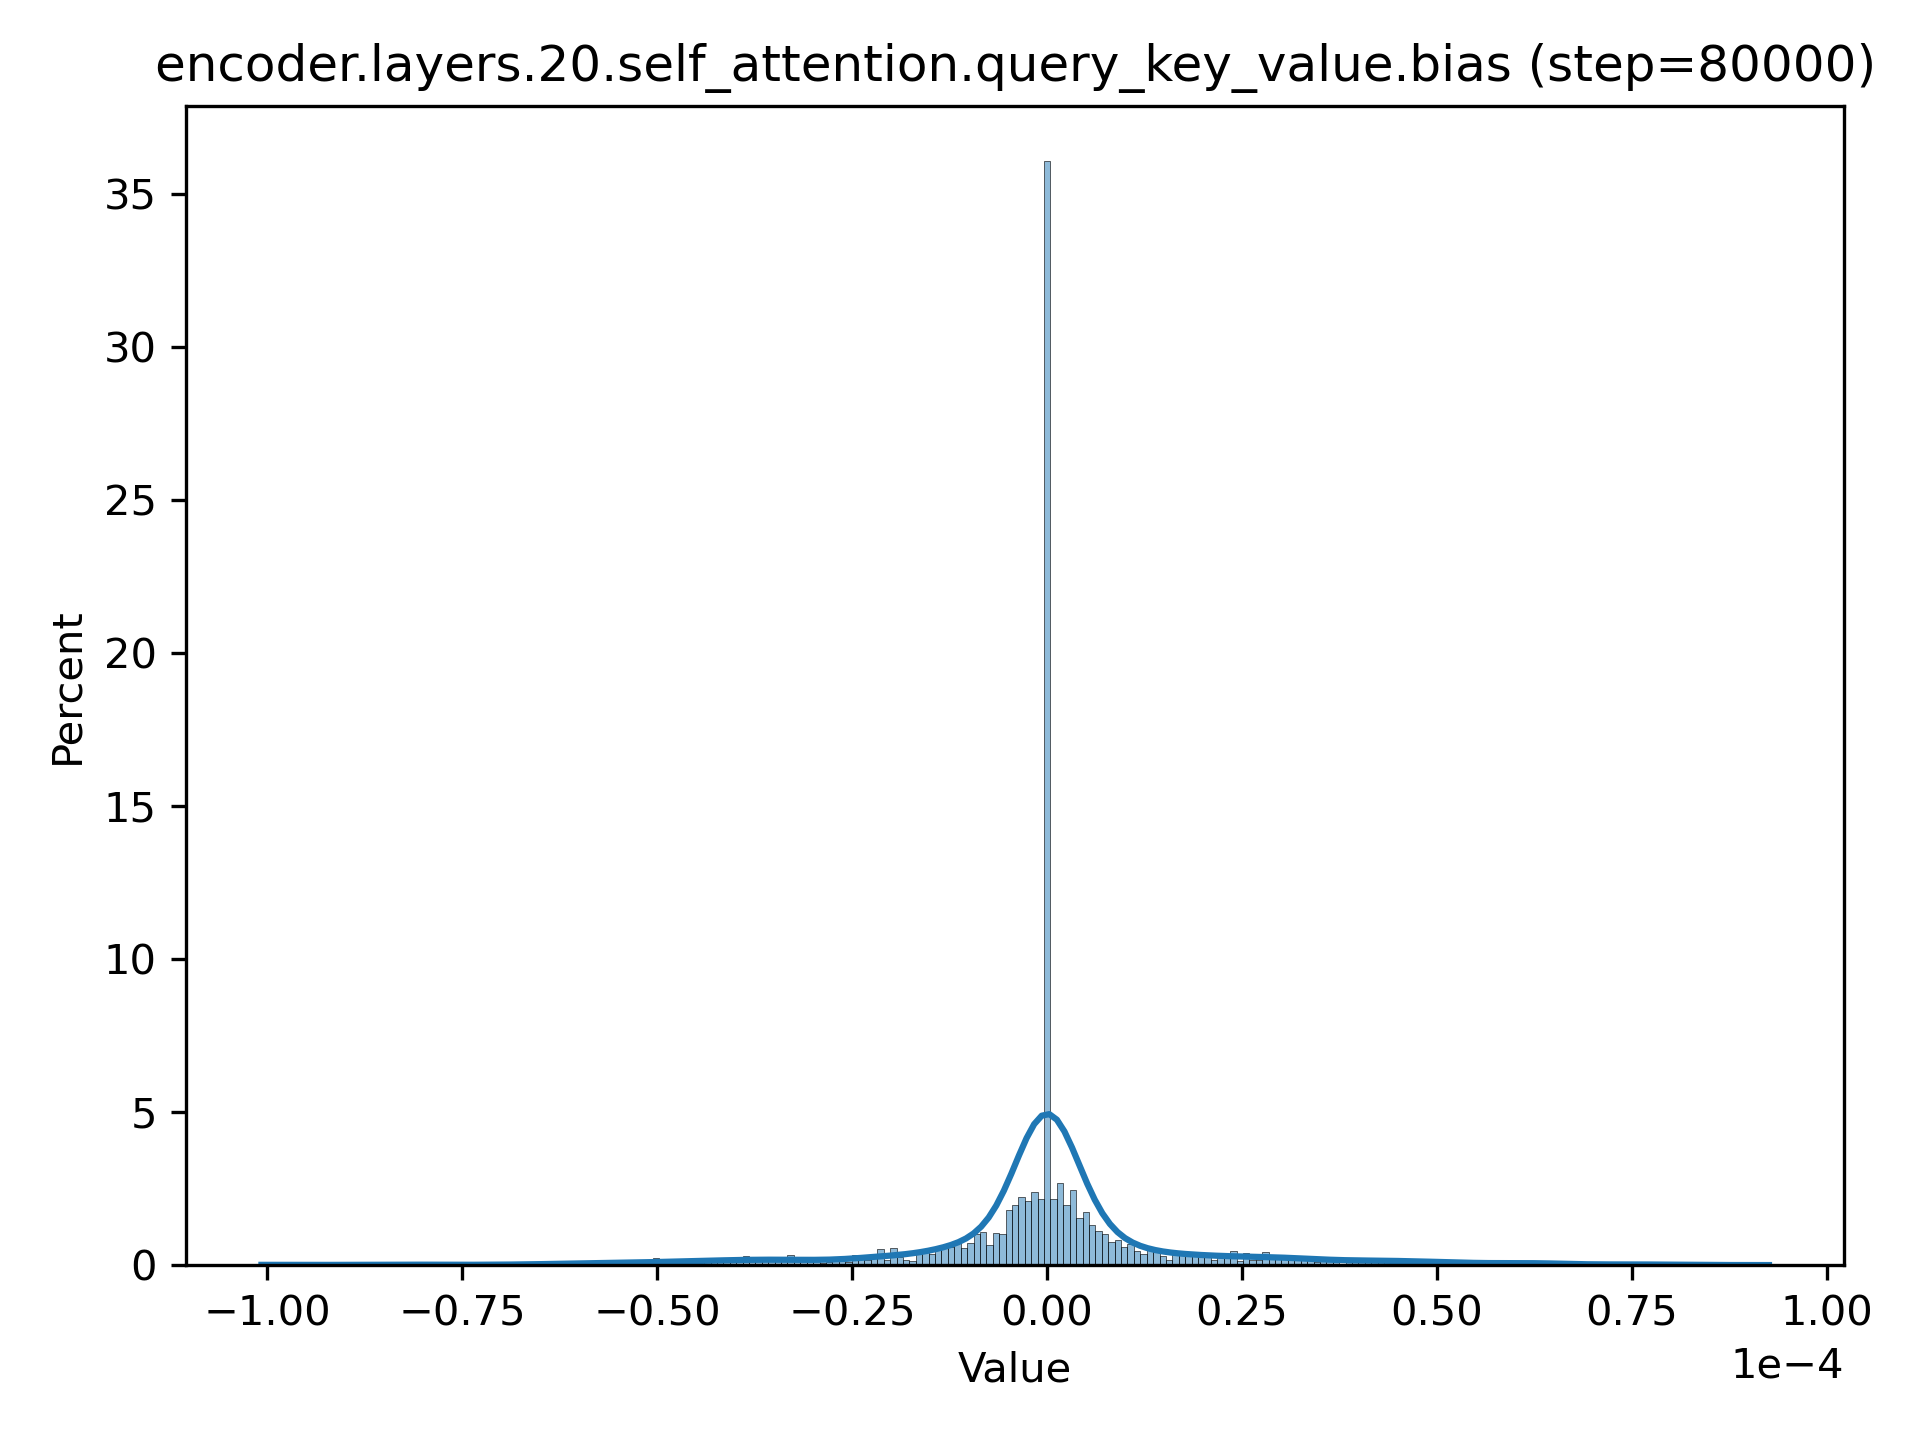 encoder.layers.20.self_attention.query_key_value.bias (step=80000)
35
30
25
20
15
10
5
0
Percent
−1.00 −0.75 −0.50 −0.25 0.00 0.25 0.50 0.75 1.00
1e−4
Value